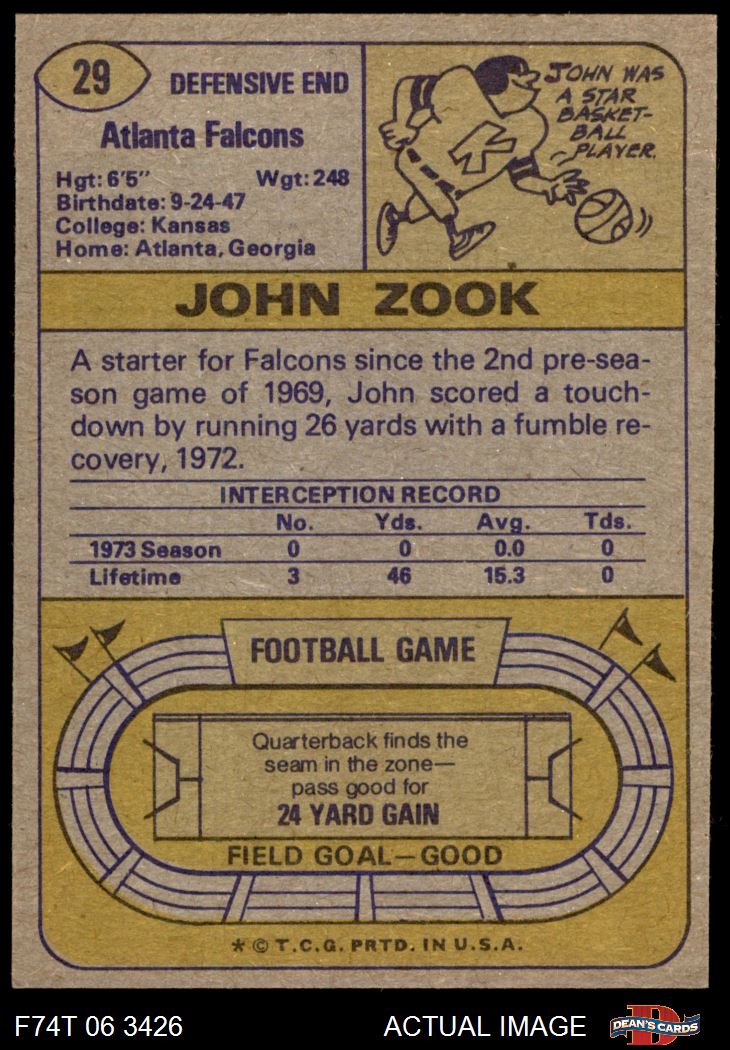 29
DEFENSIVE END
Atlanta Falcons
Hgt: 6'5" Wgt: 248
Birthdate: 9-24-47
College: Kansas
Home: Atlanta, Georgia
JOHN WAS
A STAR
BASKET-
BALL
PLAYER.
K
JOHN ZOOK
A starter for Falcons since the 2nd pre-sea-
son game of 1969, John scored a touch-
down by running 26 yards with a fumble re-
covery, 1972.
INTERCEPTION RECORD
No. Yds. Avg. Tds.
1973 Season 0 0 0.0 0
Lifetime 3 46 15.3 0
FOOTBALL GAME
Quarterback finds the
seam in the zone—
pass good for
24 YARD GAIN
FIELD GOAL—GOOD
* © T.C.G. PRTD. IN U.S.A.
F74T 06 3426 ACTUAL IMAGE
D
DEAN'S CARDS